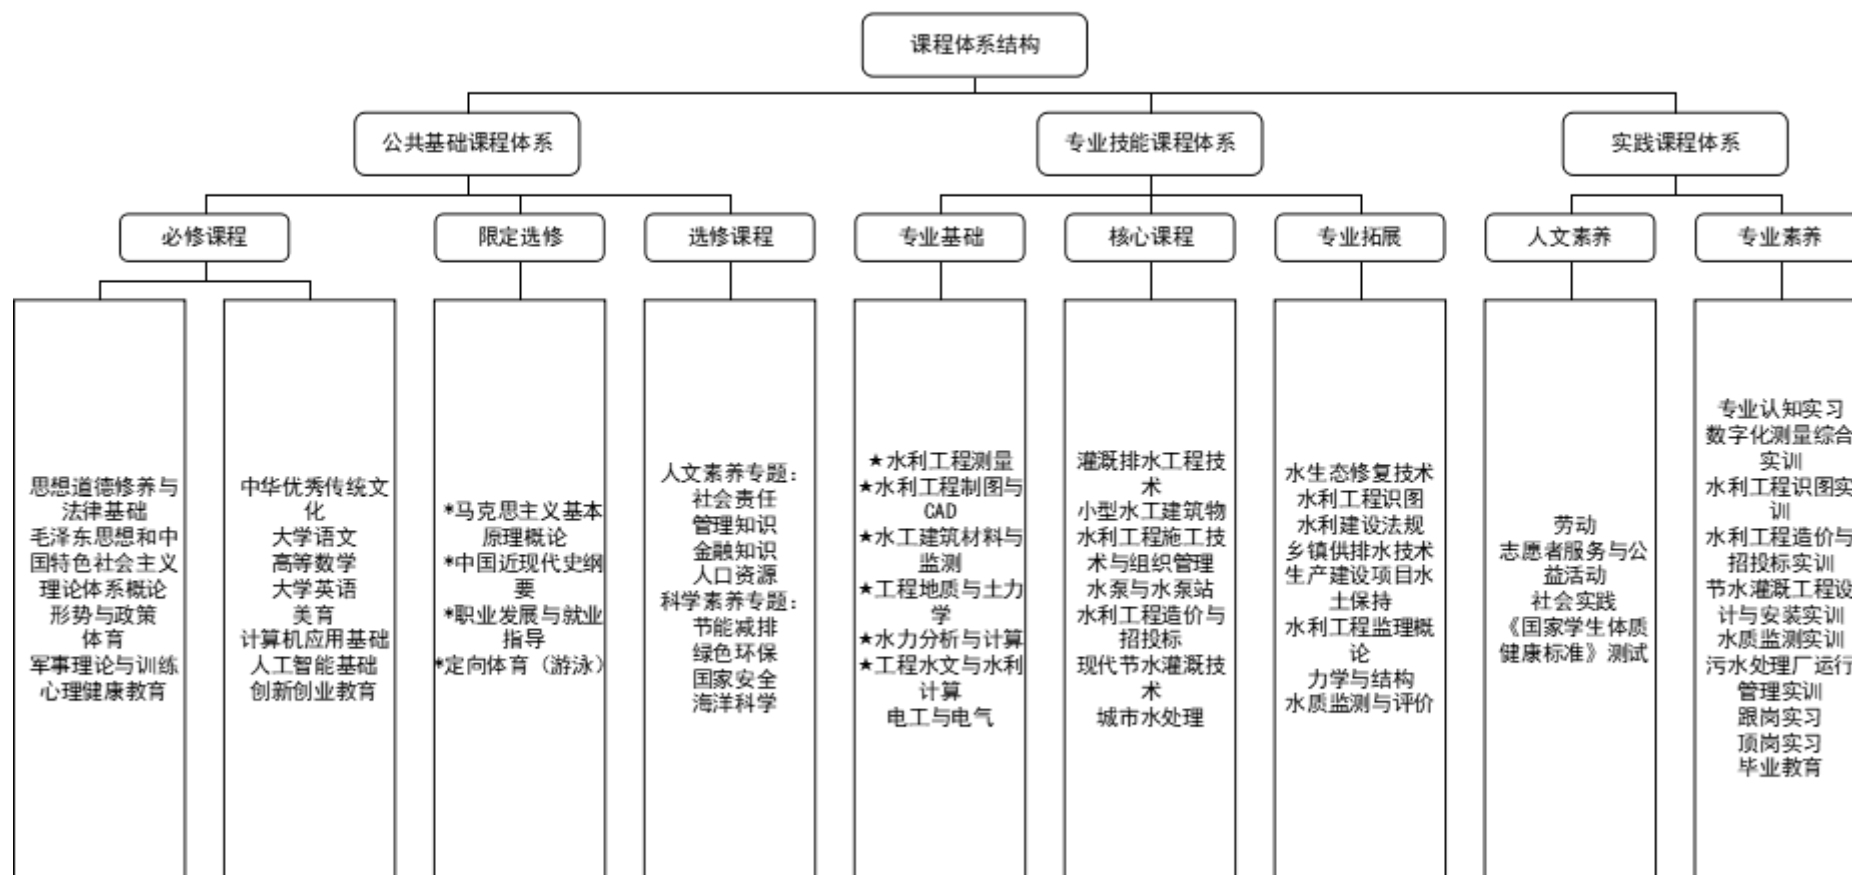 课程体系结构
公共基础课程体系
专业技能课程体系
实践课程体系
必修课程
限定选修
选修课程
专业基础
核心课程
专业拓展
人文素养
专业素养
思想道德修养与
法律基础
毛泽东思想和中
国特色社会主义
理论体系概论
形势与政策
体育
军事理论与训练
心理健康教育
中华优秀传统文
化
大学语文
高等数学
大学英语
美育
计算机应用基础
人工智能基础
创新创业教育
*马克思主义基本
原理概论
*中国近现代史纲
要
*职业发展与就业
指导
*定向体育（游泳）
人文素养专题：
社会责任
管理知识
金融知识
人口资源
科学素养专题：
节能减排
绿色环保
国家安全
海洋科学
★水利工程测量
★水利工程制图与
CAD
★水工建筑材料与
监测
★工程地质与土力
学
★水力分析与计算
★工程水文与水利
计算
电工与电气
灌溉排水工程技
术
小型水工建筑物
水利工程施工技
术与组织管理
水泵与水泵站
水利工程造价与
招投标
现代节水灌溉技
术
城市水处理
水生态修复技术
水利工程识图
水利建设法规
乡镇供排水技术
生产建设项目水
土保持
水利工程监理概
论
力学与结构
水质监测与评价
劳动
志愿者服务与公
益活动
社会实践
《国家学生体质
健康标准》测试
专业认知实习
数字化测量综合
实训
水利工程识图实
训
水利工程造价与
招投标实训
节水灌溉工程设
计与安装实训
水质监测实训
污水处理厂运行
管理实训
跟岗实习
顶岗实习
毕业教育